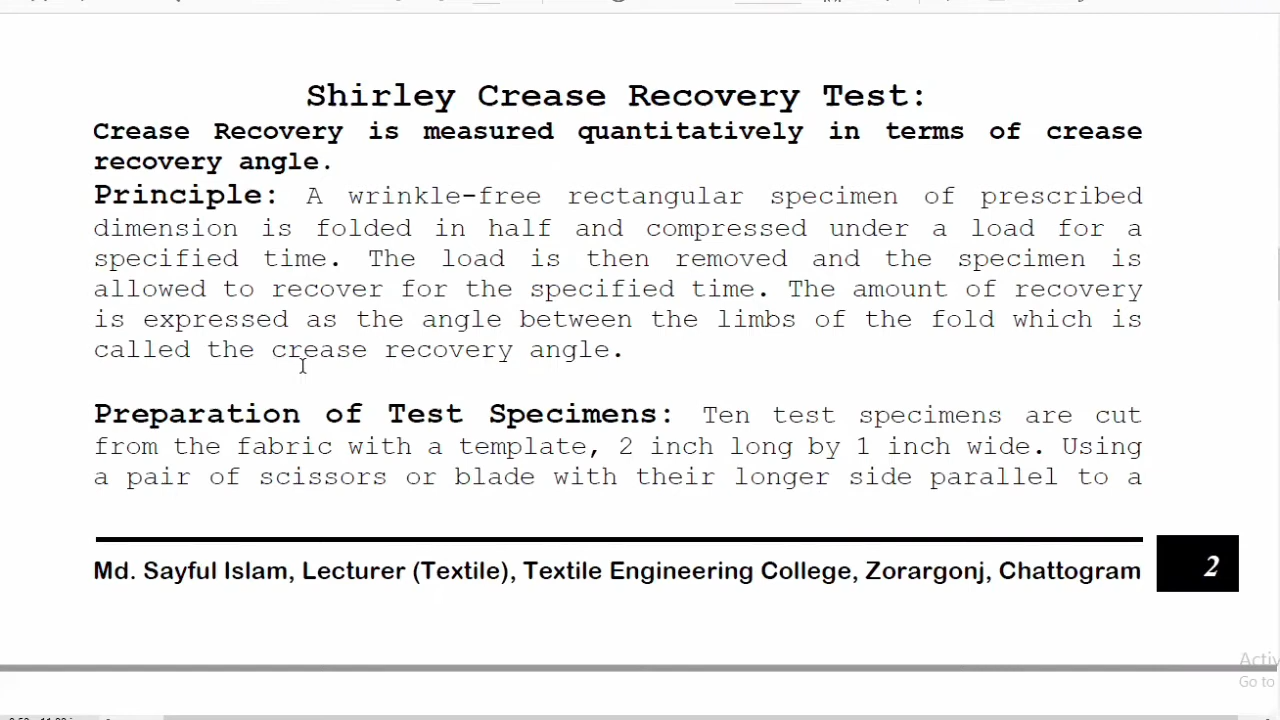 Shirley Crease Recovery Test:
Crease Recovery is measured quantitatively in terms of crease
recovery angle.
Principle: A wrinkle-free rectangular specimen of prescribed
dimension is folded in half and compressed under a load for a
specified time. The load is then removed and the specimen is
allowed to recover for the specified time. The amount of recovery
is expressed as the angle between the limbs of the fold which is
called the crease recovery angle.
Preparation of Test Specimens: Ten test specimens are cut
from the fabric with a template, 2 inch long by 1 inch wide. Using
a pair of scissors or blade with their longer side parallel to a
Md. Sayful Islam, Lecturer (Textile), Textile Engineering College, Zorargonj, Chattogram
2
Go to